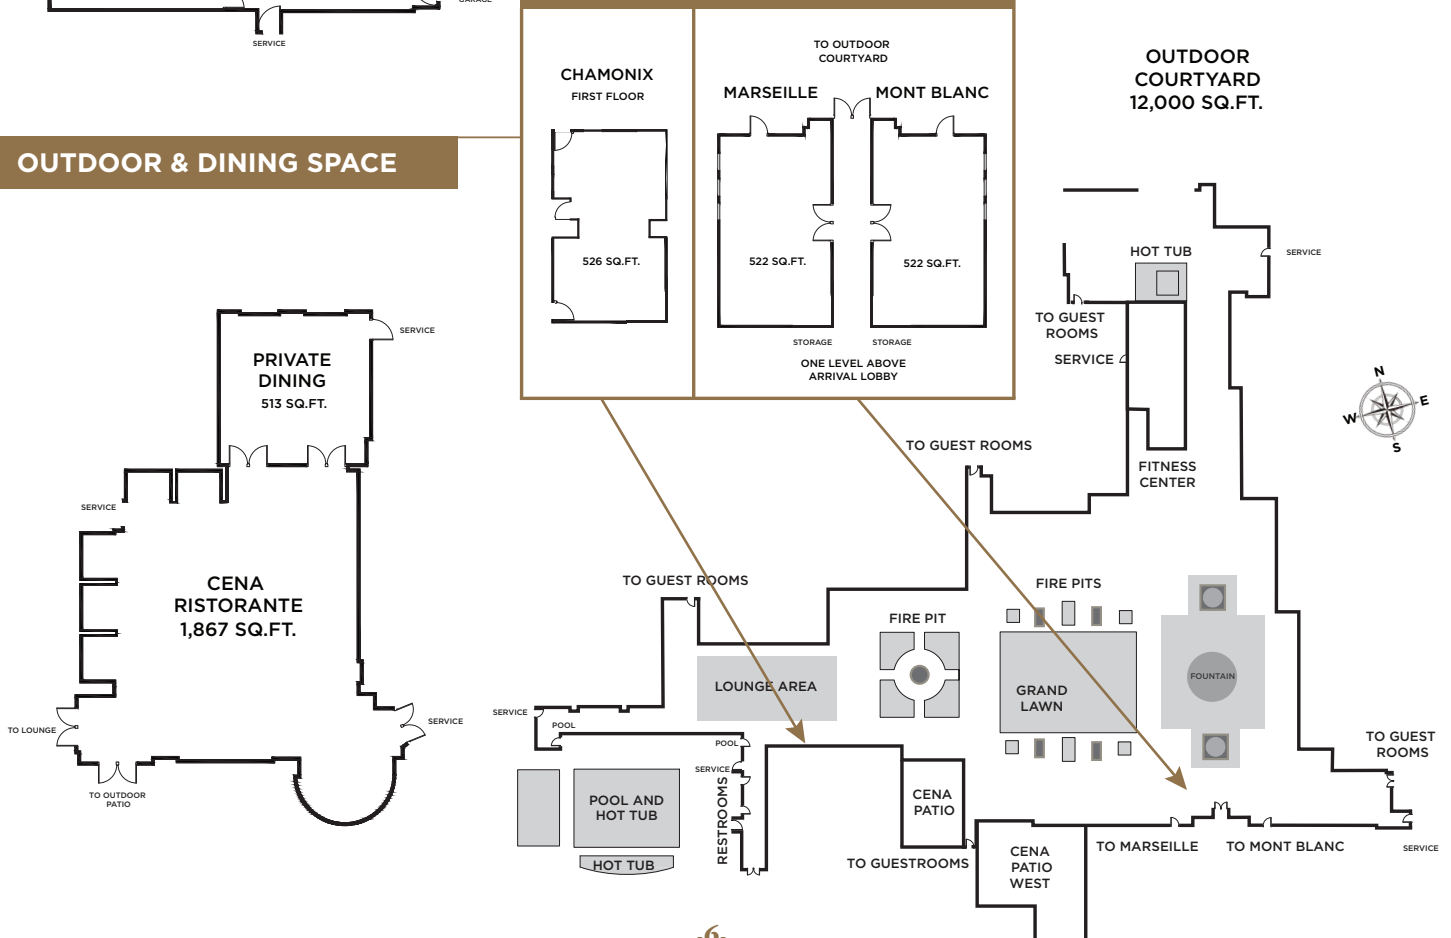 GARAGE
SERVICE
OUTDOOR & DINING SPACE
CHAMONIX
FIRST FLOOR
526 SQ.FT.
TO OUTDOOR
COURTYARD
MARSEILLE
MONT BLANC
522 SQ.FT.
522 SQ.FT.
STORAGE
STORAGE
ONE LEVEL ABOVE
ARRIVAL LOBBY
OUTDOOR
COURTYARD
12,000 SQ.FT.
PRIVATE
DINING
513 SQ.FT.
SERVICE
SERVICE
CENA
RISTORANTE
1,867 SQ.FT.
TO LOUNGE
SERVICE
TO OUTDOOR
PATIO
HOT TUB
SERVICE
TO GUEST
ROOMS
SERVICE
N
E
W
S
FITNESS
CENTER
TO GUEST ROOMS
TO GUEST ROOMS
FIRE PITS
FIRE PIT
LOUNGE AREA
GRAND
LAWN
FOUNTAIN
SERVICE
POOL
POOL
SERVICE
RESTROOMS
POOL AND
HOT TUB
HOT TUB
CENA
PATIO
TO GUESTROOMS
CENA
PATIO
WEST
TO MARSEILLE
TO MONT BLANC
TO GUEST
ROOMS
SERVICE
6